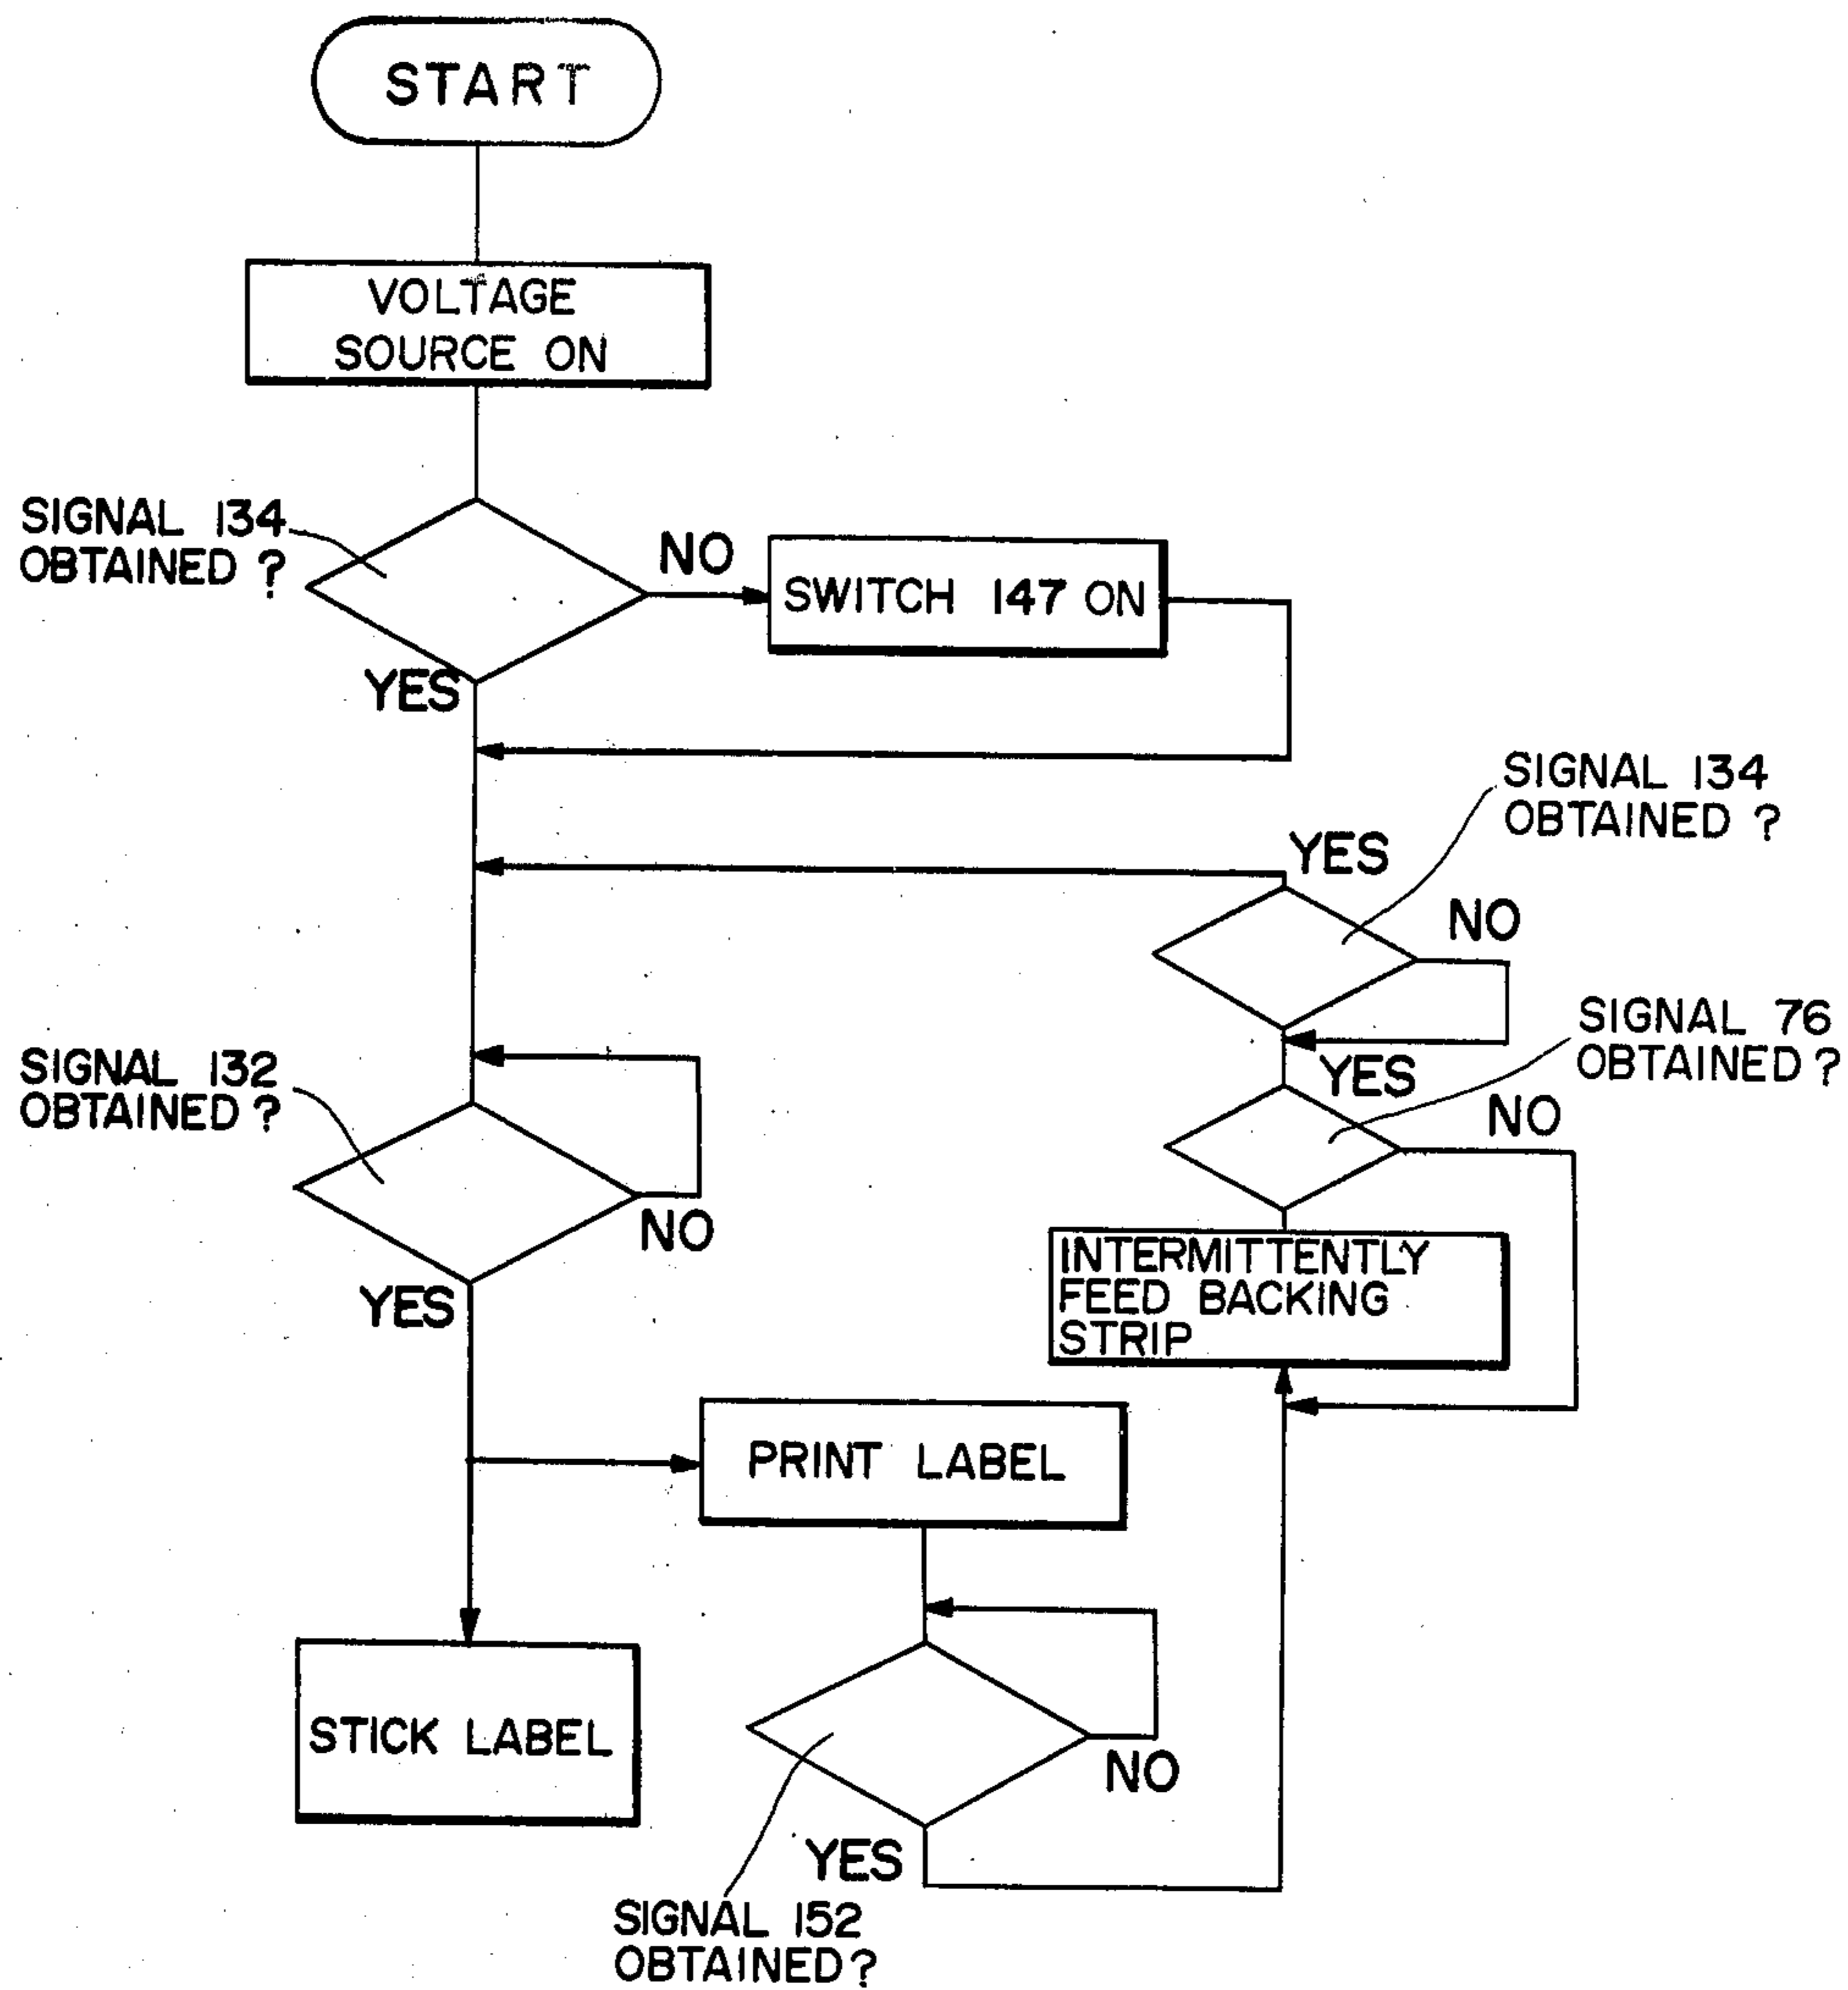 START
VOLTAGE
SOURCE ON
SIGNAL 134
OBTAINED ?
NO
SWITCH 147 ON
YES
SIGNAL 134
OBTAINED ?
YES
NO
SIGNAL 76
OBTAINED ?
YES
NO
SIGNAL 132
OBTAINED ?
NO
YES
INTERMITTENTLY
FEED BACKING
STRIP
PRINT LABEL
STICK LABEL
NO
YES
SIGNAL 152
OBTAINED ?